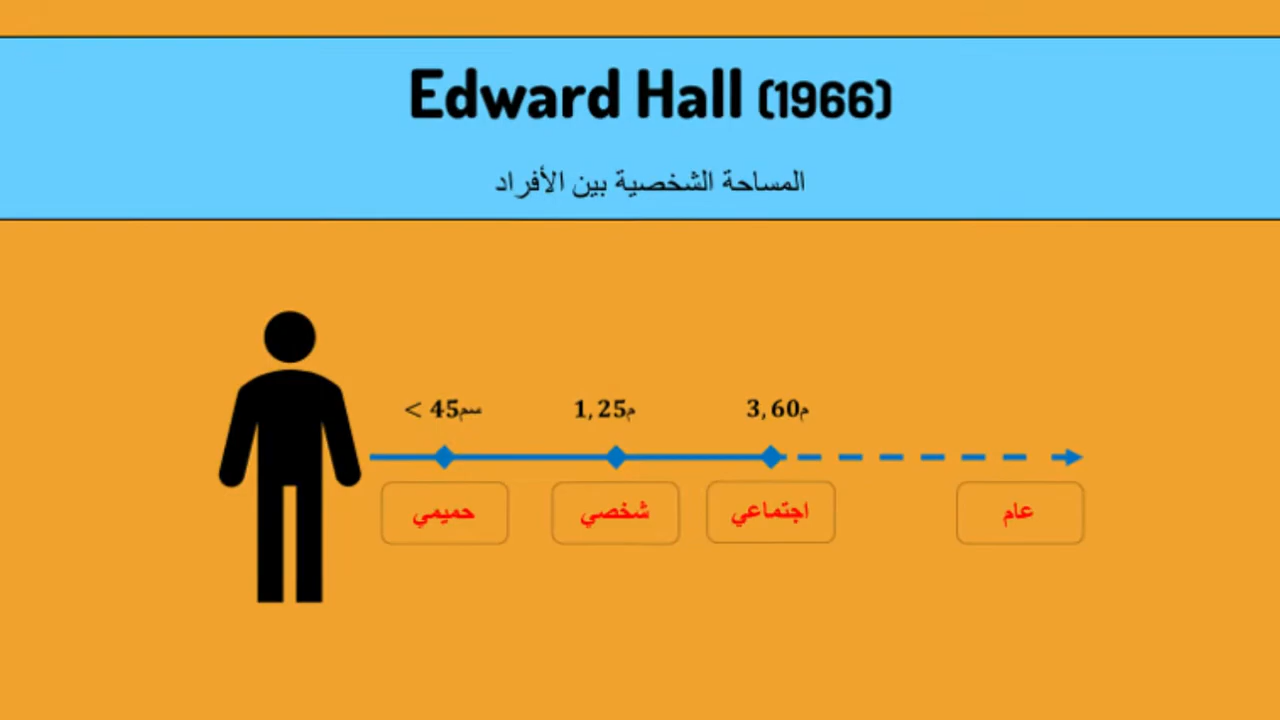 Edward Hall (1966)
المساحة الشخصية بين الأفراد
< 45سم
1,25م
3,60م
حميمي
شخصي
اجتماعي
عام